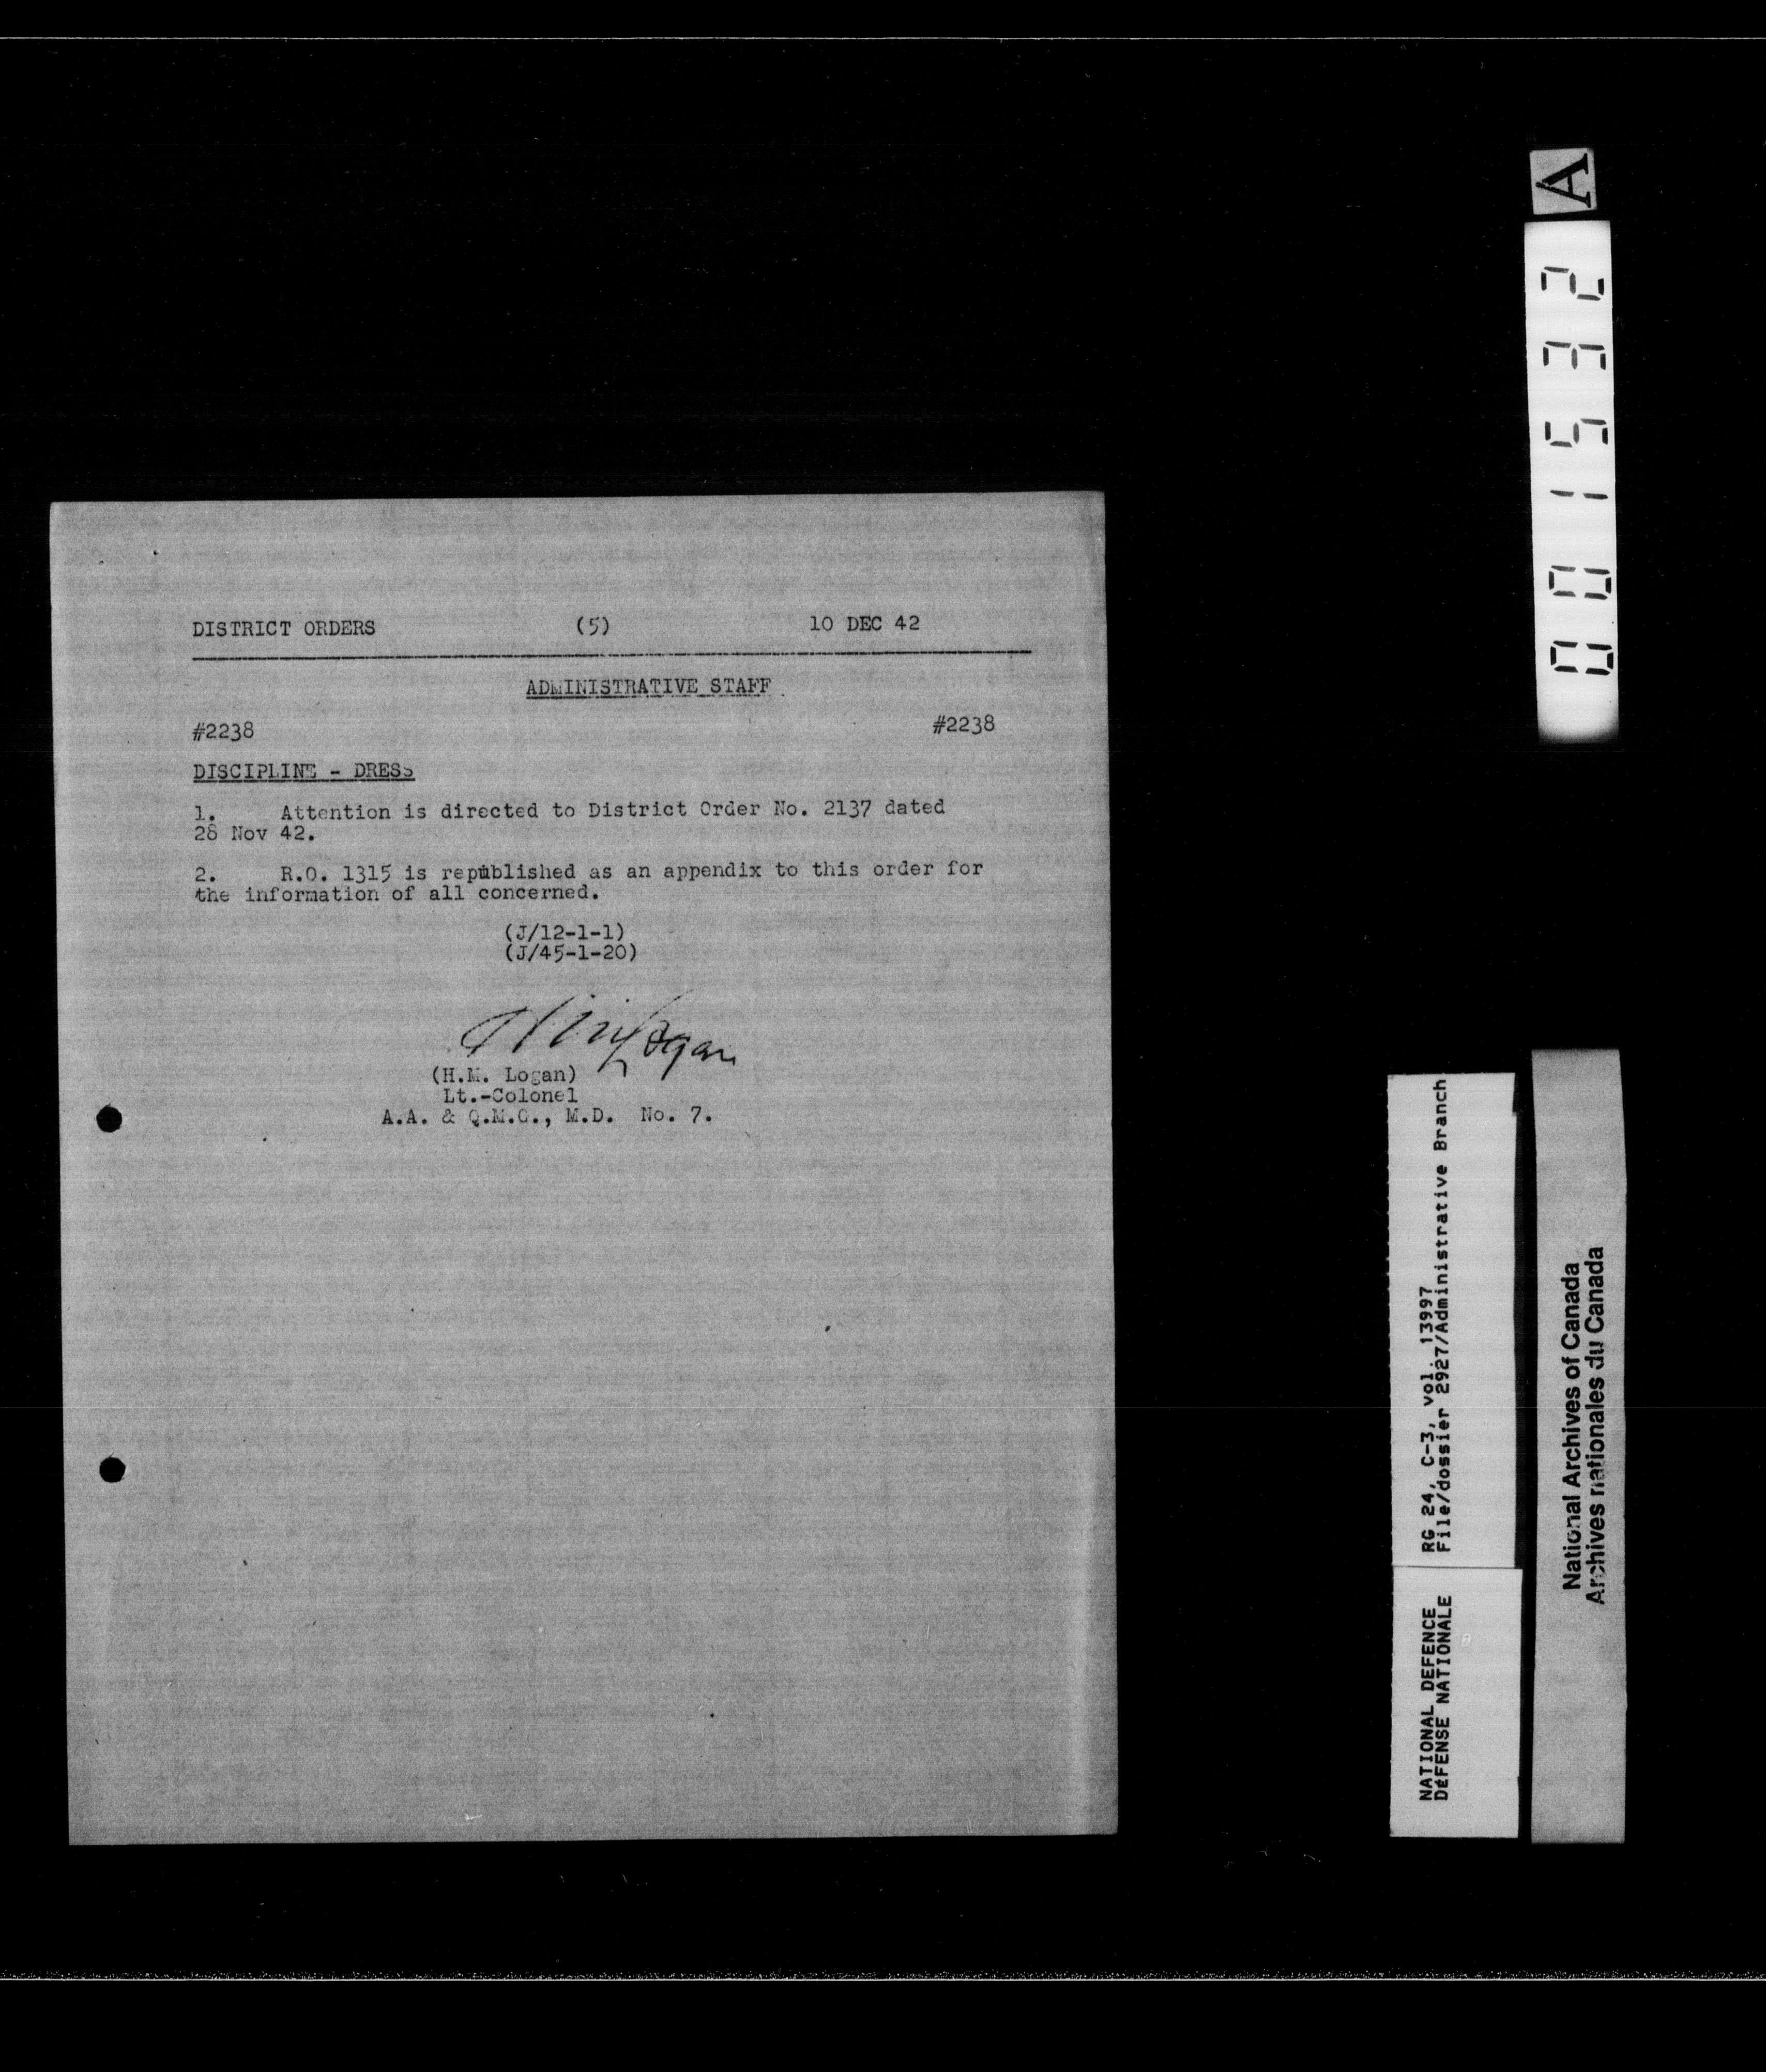 DISTRICT ORDERS (5) 10 DEC 42
ADMINISTRATIVE STAFF
#2238 #2238
DISCIPLINE - DRESS
1. Attention is directed to District Order No. 2137 dated
28 Nov 42.
2. R.O. 1315 is republished as an appendix to this order for
the information of all concerned.
(J/12-1-1)
(J/45-1-20)
HM Logan
(H.M. Logan)
Lt.-Colonel
A.A. & Q.M.G., M.D. No. 7.
A
001532
RG 24, C-3, vol. 13997
File/dossier 2927/Administrative Branch
NATIONAL DEFENCE
DÉFENSE NATIONALE
National Archives of Canada
Archives nationales du Canada